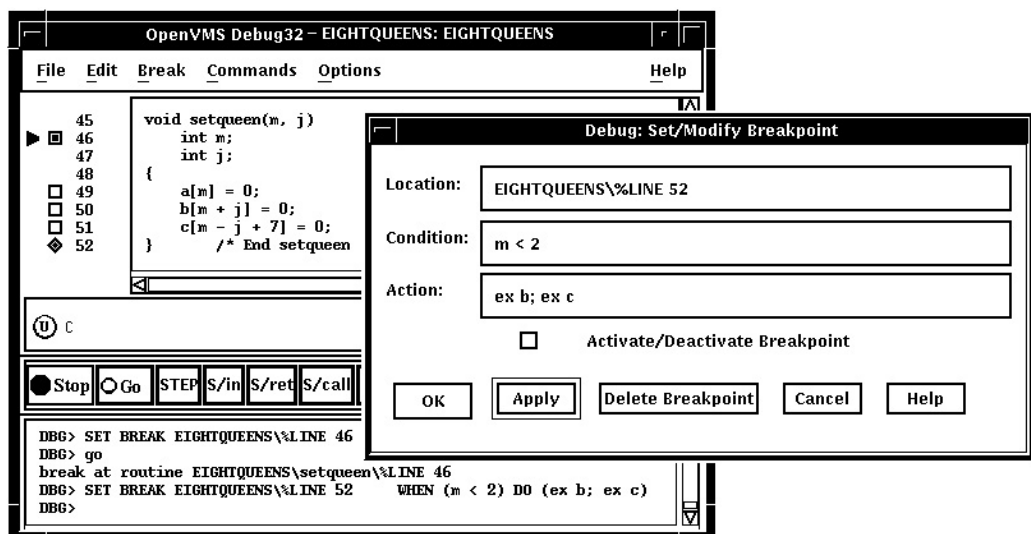 OpenVMS Debug32 – EIGHTQUEENS: EIGHTQUEENS
File Edit Break Commands Options Help
45 void setqueen(m, j)
46 int m;
47 int j;
48 {
49 a[m] = 0;
50 b[m + j] = 0;
51 c[m - j + 7] = 0;
52 } /* End setqueen
U C
Stop Go STEP S/in S/ret S/call
DBG> SET BREAK EIGHTQUEENS\%LINE 46
DBG> go
break at routine EIGHTQUEENS\setqueen\%LINE 46
DBG> SET BREAK EIGHTQUEENS\%LINE 52 WHEN (m < 2) DO (ex b; ex c)
DBG>
Debug: Set/Modify Breakpoint
Location: EIGHTQUEENS\%LINE 52
Condition: m < 2
Action: ex b; ex c
Activate/Deactivate Breakpoint
OK Apply Delete Breakpoint Cancel Help